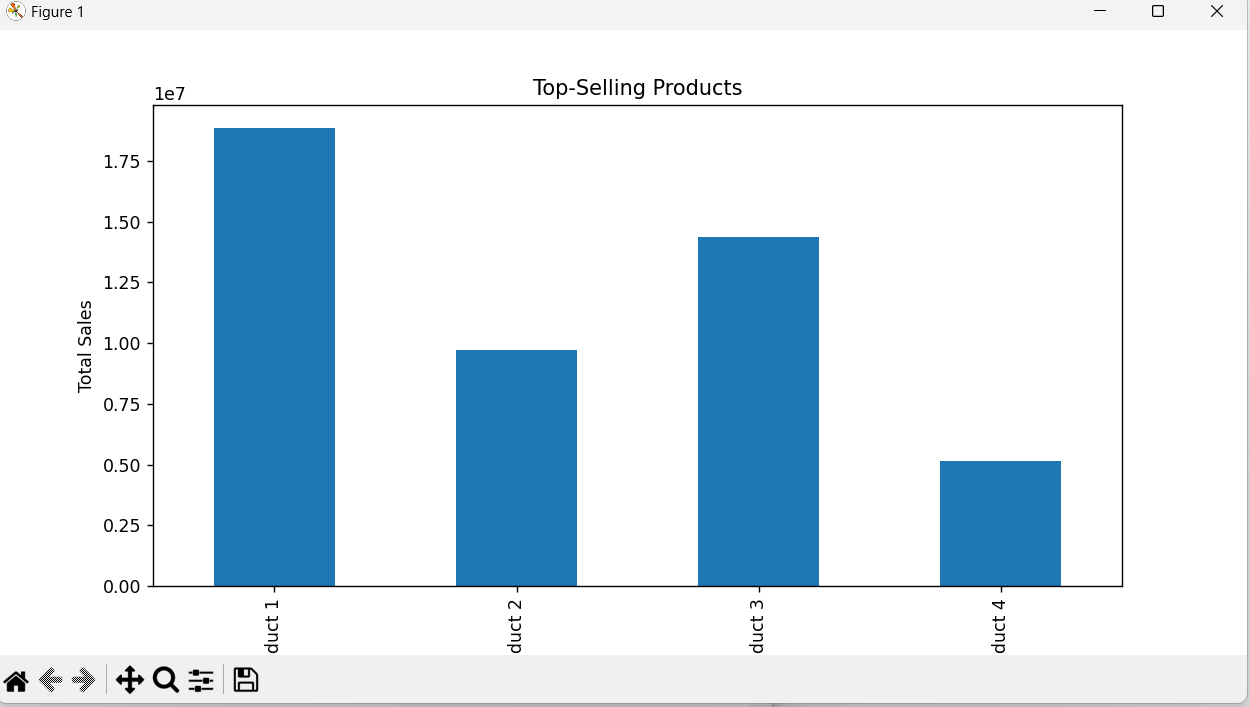 Figure 1
Top-Selling Products
1e7
1.75
1.50
1.25
1.00
0.75
0.50
0.25
0.00
Total Sales
duct 1
duct 2
duct 3
duct 4